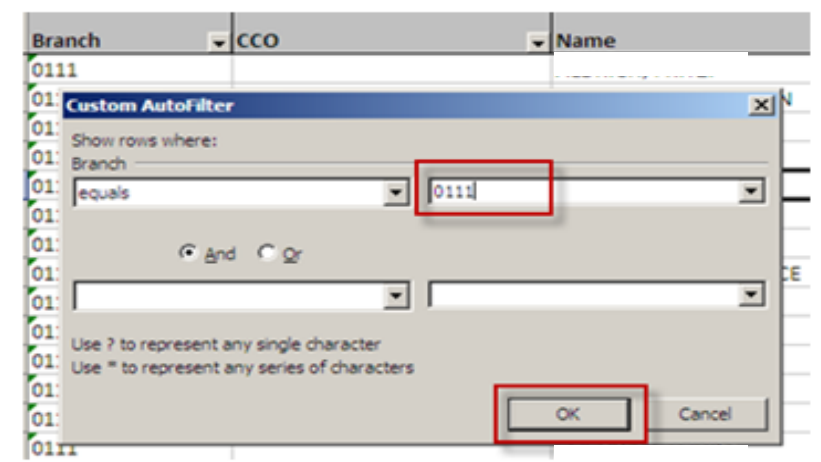 Branch CCO Name
0111
Custom AutoFilter
Show rows where:
Branch
equals 0111
And Or
Use ? to represent any single character
Use * to represent any series of characters
OK Cancel
0111